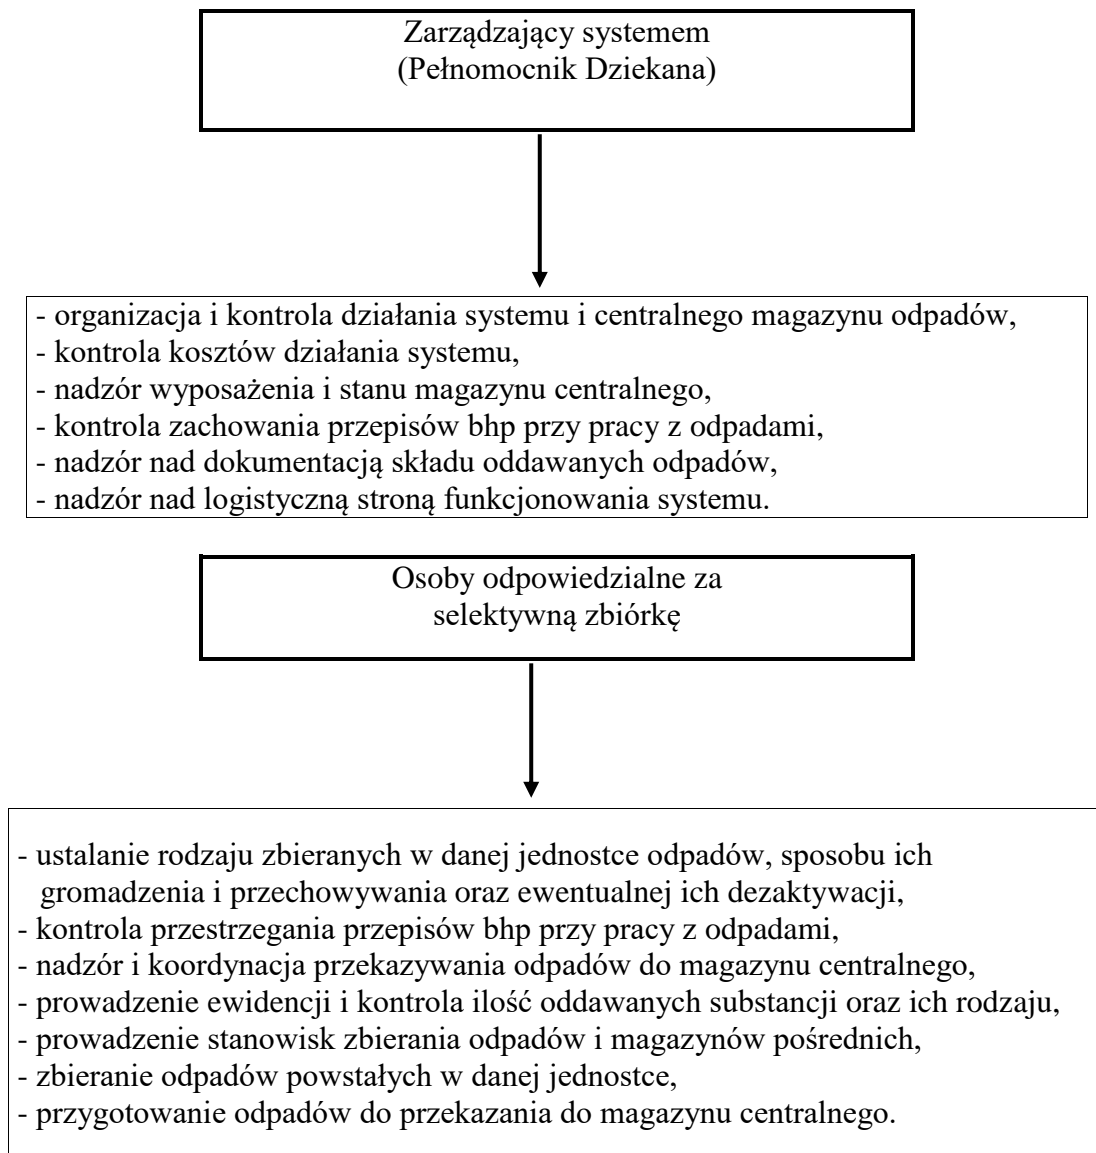 Zarządzający systemem
(Pełnomocnik Dziekana)
- organizacja i kontrola działania systemu i centralnego magazynu odpadów,
- kontrola kosztów działania systemu,
- nadzór wyposażenia i stanu magazynu centralnego,
- kontrola zachowania przepisów bhp przy pracy z odpadami,
- nadzór nad dokumentacją składu oddawanych odpadów,
- nadzór nad logistyczną stroną funkcjonowania systemu.
Osoby odpowiedzialne za
selektywną zbiórkę
- ustalanie rodzaju zbieranych w danej jednostce odpadów, sposobu ich
gromadzenia i przechowywania oraz ewentualnej ich dezaktywacji,
- kontrola przestrzegania przepisów bhp przy pracy z odpadami,
- nadzór i koordynacja przekazywania odpadów do magazynu centralnego,
- prowadzenie ewidencji i kontrola ilość oddawanych substancji oraz ich rodzaju,
- prowadzenie stanowisk zbierania odpadów i magazynów pośrednich,
- zbieranie odpadów powstałych w danej jednostce,
- przygotowanie odpadów do przekazania do magazynu centralnego.